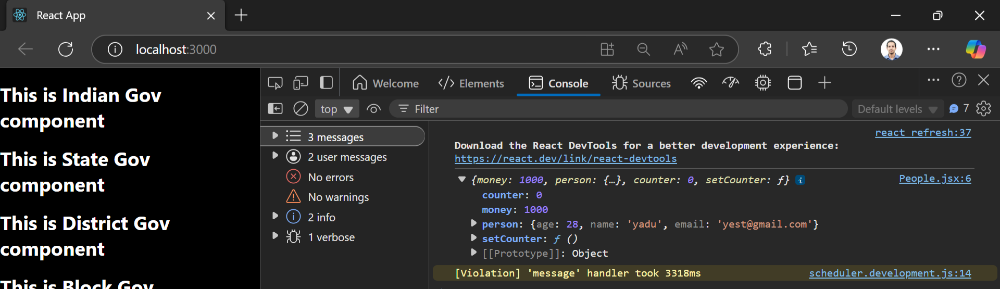 React App
localhost:3000
This is Indian Gov
component
This is State Gov
component
This is District Gov
component
This is Block Gov
Welcome
Elements
Console
Sources
top
Filter
Default levels
7
3 messages
2 user messages
No errors
No warnings
2 info
1 verbose
react refresh:37
Download the React DevTools for a better development experience:
https://react.dev/link/react-devtools
{money: 1000, person: {…}, counter: 0, setCounter: ƒ} i
People.jsx:6
counter: 0
money: 1000
person: {age: 28, name: 'yadu', email: 'yest@gmail.com'}
setCounter: ƒ ()
[[Prototype]]: Object
[Violation] 'message' handler took 3318ms
scheduler.development.js:14